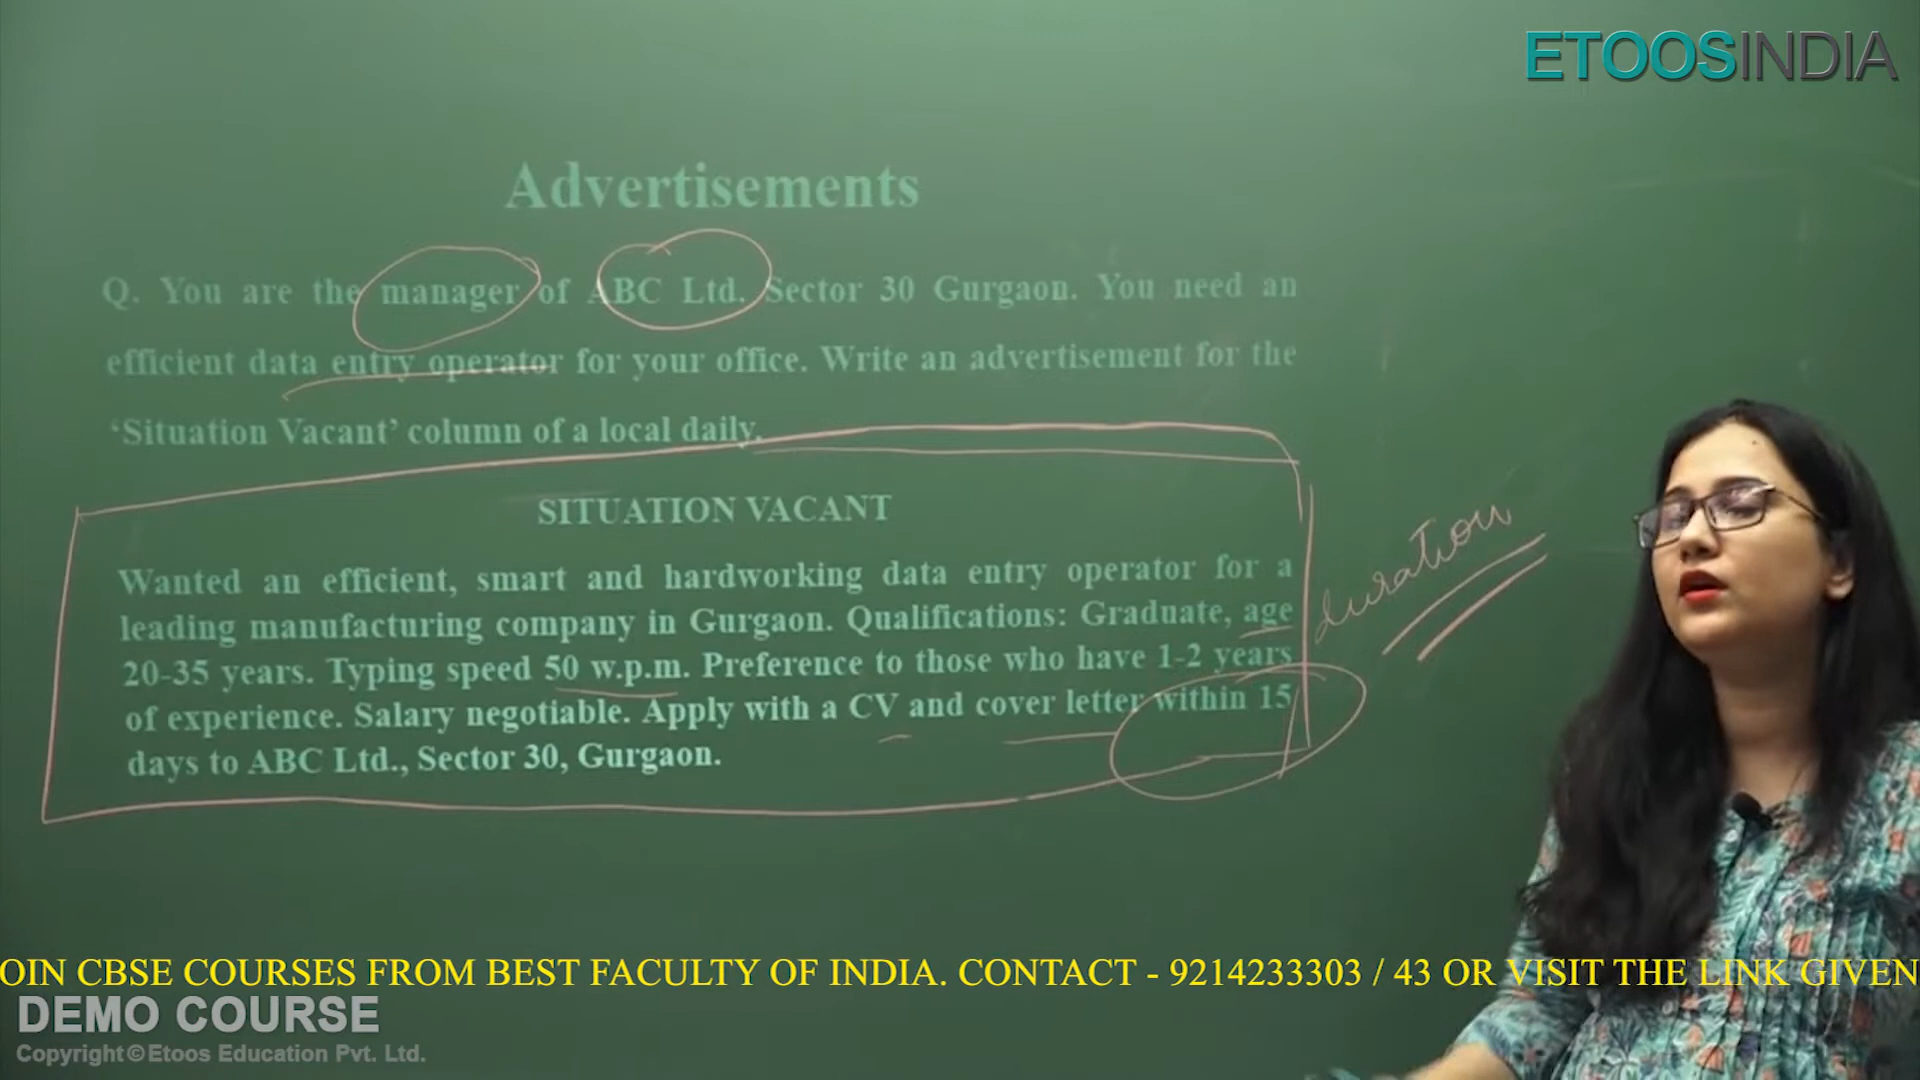 ETOOSINDIA
Advertisements
Q. You are the manager of ABC Ltd. Sector 30 Gurgaon. You need an
efficient data entry operator for your office. Write an advertisement for the
‘Situation Vacant’ column of a local daily.
SITUATION VACANT
Wanted an efficient, smart and hardworking data entry operator for a
leading manufacturing company in Gurgaon. Qualifications: Graduate, age
20-35 years. Typing speed 50 w.p.m. Preference to those who have 1-2 years
of experience. Salary negotiable. Apply with a CV and cover letter within 15
days to ABC Ltd., Sector 30, Gurgaon.
duration
OIN CBSE COURSES FROM BEST FACULTY OF INDIA. CONTACT - 9214233303 / 43 OR VISIT THE LINK GIVEN
DEMO COURSE
Copyright © Etoos Education Pvt. Ltd.